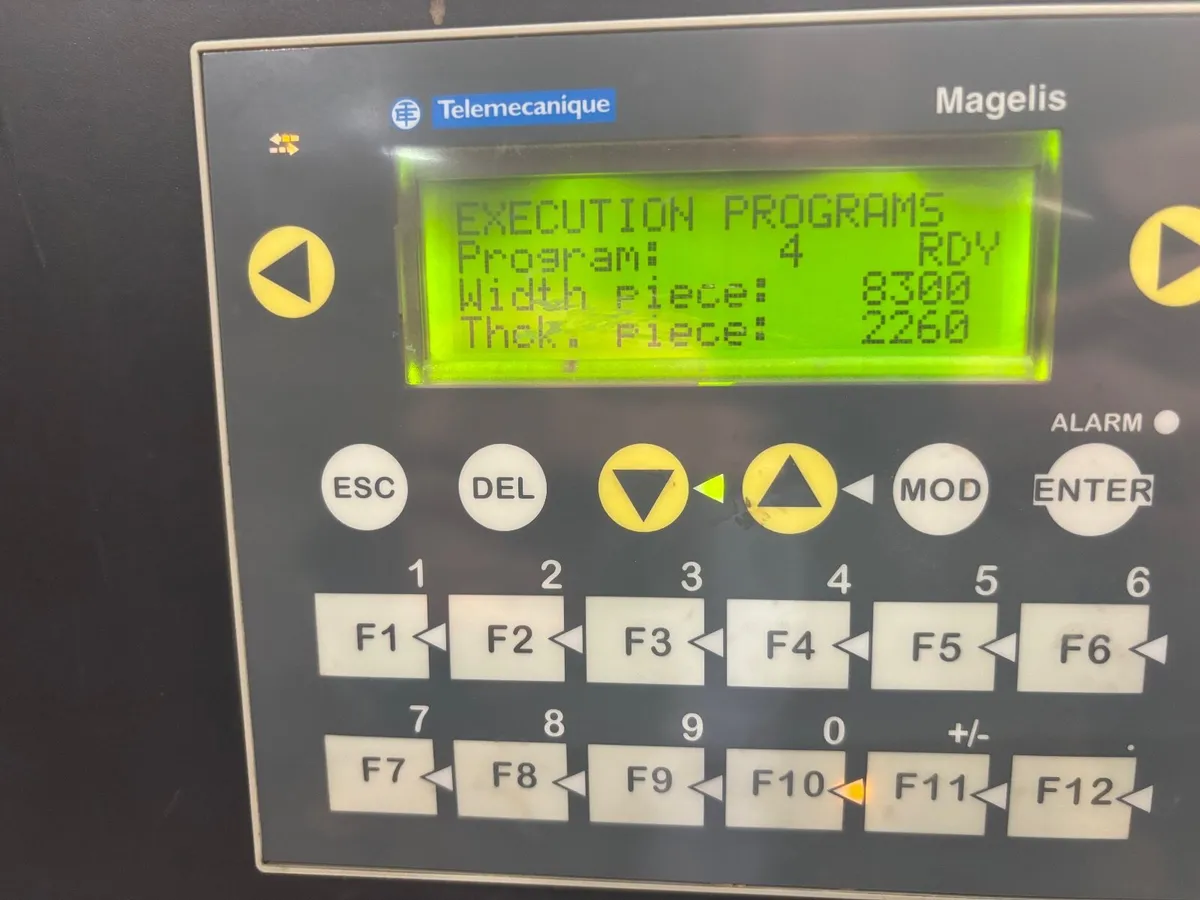 Telemecanique
Magelis
EXECUTION PROGRAMS
Program: 4 RDY
Width piece: 8300
Thck. piece: 2260
ALARM
ESC DEL MOD ENTER
1 2 3 4 5 6
F1 F2 F3 F4 F5 F6
7 8 9 0 +/- .
F7 F8 F9 F10 F11 F12